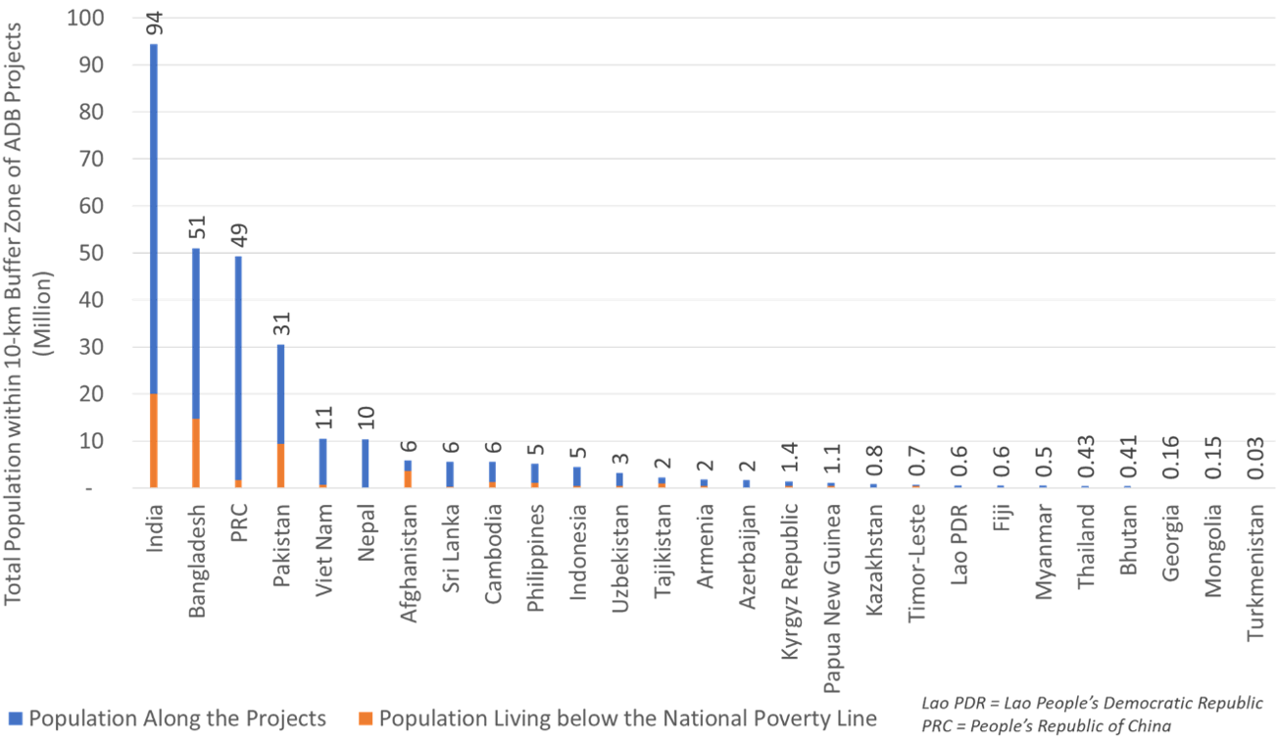 Total Population within 10-km Buffer Zone of ADB Projects
(Million)
100
90
80
70
60
50
40
30
20
10
-
94
51
49
31
11
10
6
6
6
5
5
3
2
2
2
1.4
1.1
0.8
0.7
0.6
0.6
0.5
0.43
0.41
0.16
0.15
0.03
India
Bangladesh
PRC
Pakistan
Viet Nam
Nepal
Afghanistan
Sri Lanka
Cambodia
Philippines
Indonesia
Uzbekistan
Tajikistan
Armenia
Azerbaijan
Kyrgyz Republic
Papua New Guinea
Kazakhstan
Timor-Leste
Lao PDR
Fiji
Myanmar
Thailand
Bhutan
Georgia
Mongolia
Turkmenistan
Population Along the Projects
Population Living below the National Poverty Line
Lao PDR = Lao People’s Democratic Republic
PRC = People’s Republic of China